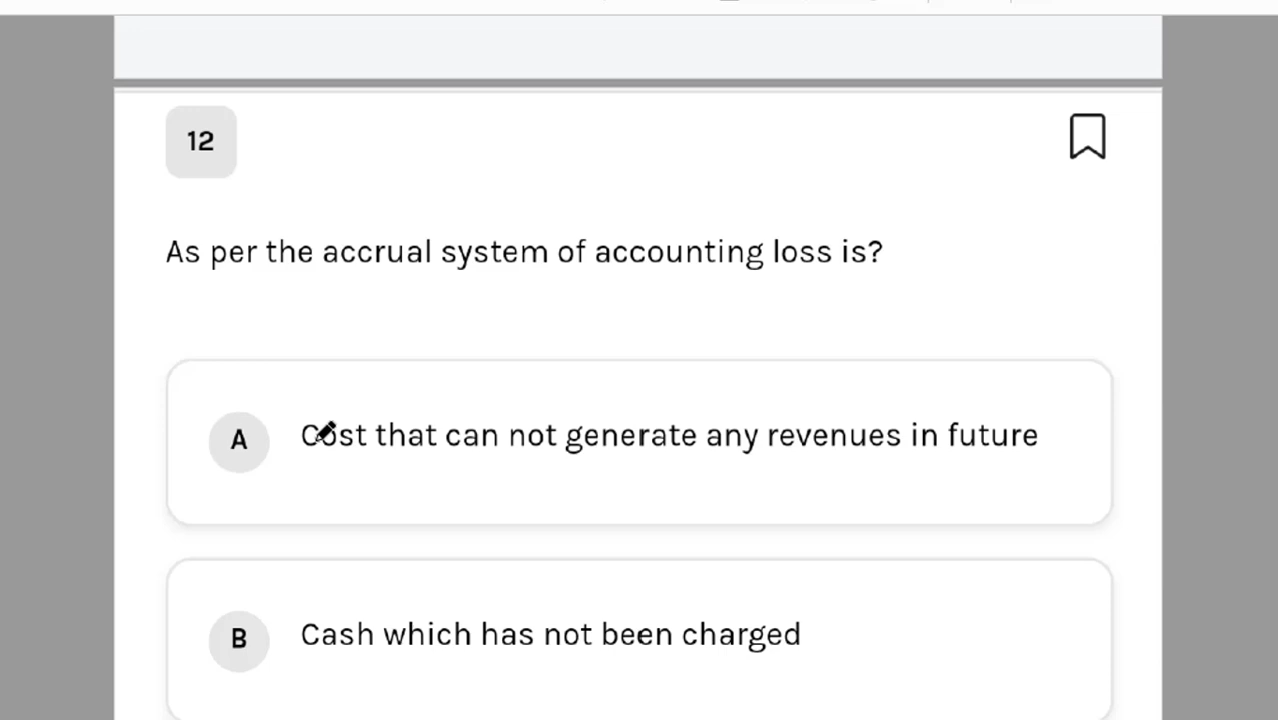 12
As per the accrual system of accounting loss is?
A Cost that can not generate any revenues in future
B Cash which has not been charged